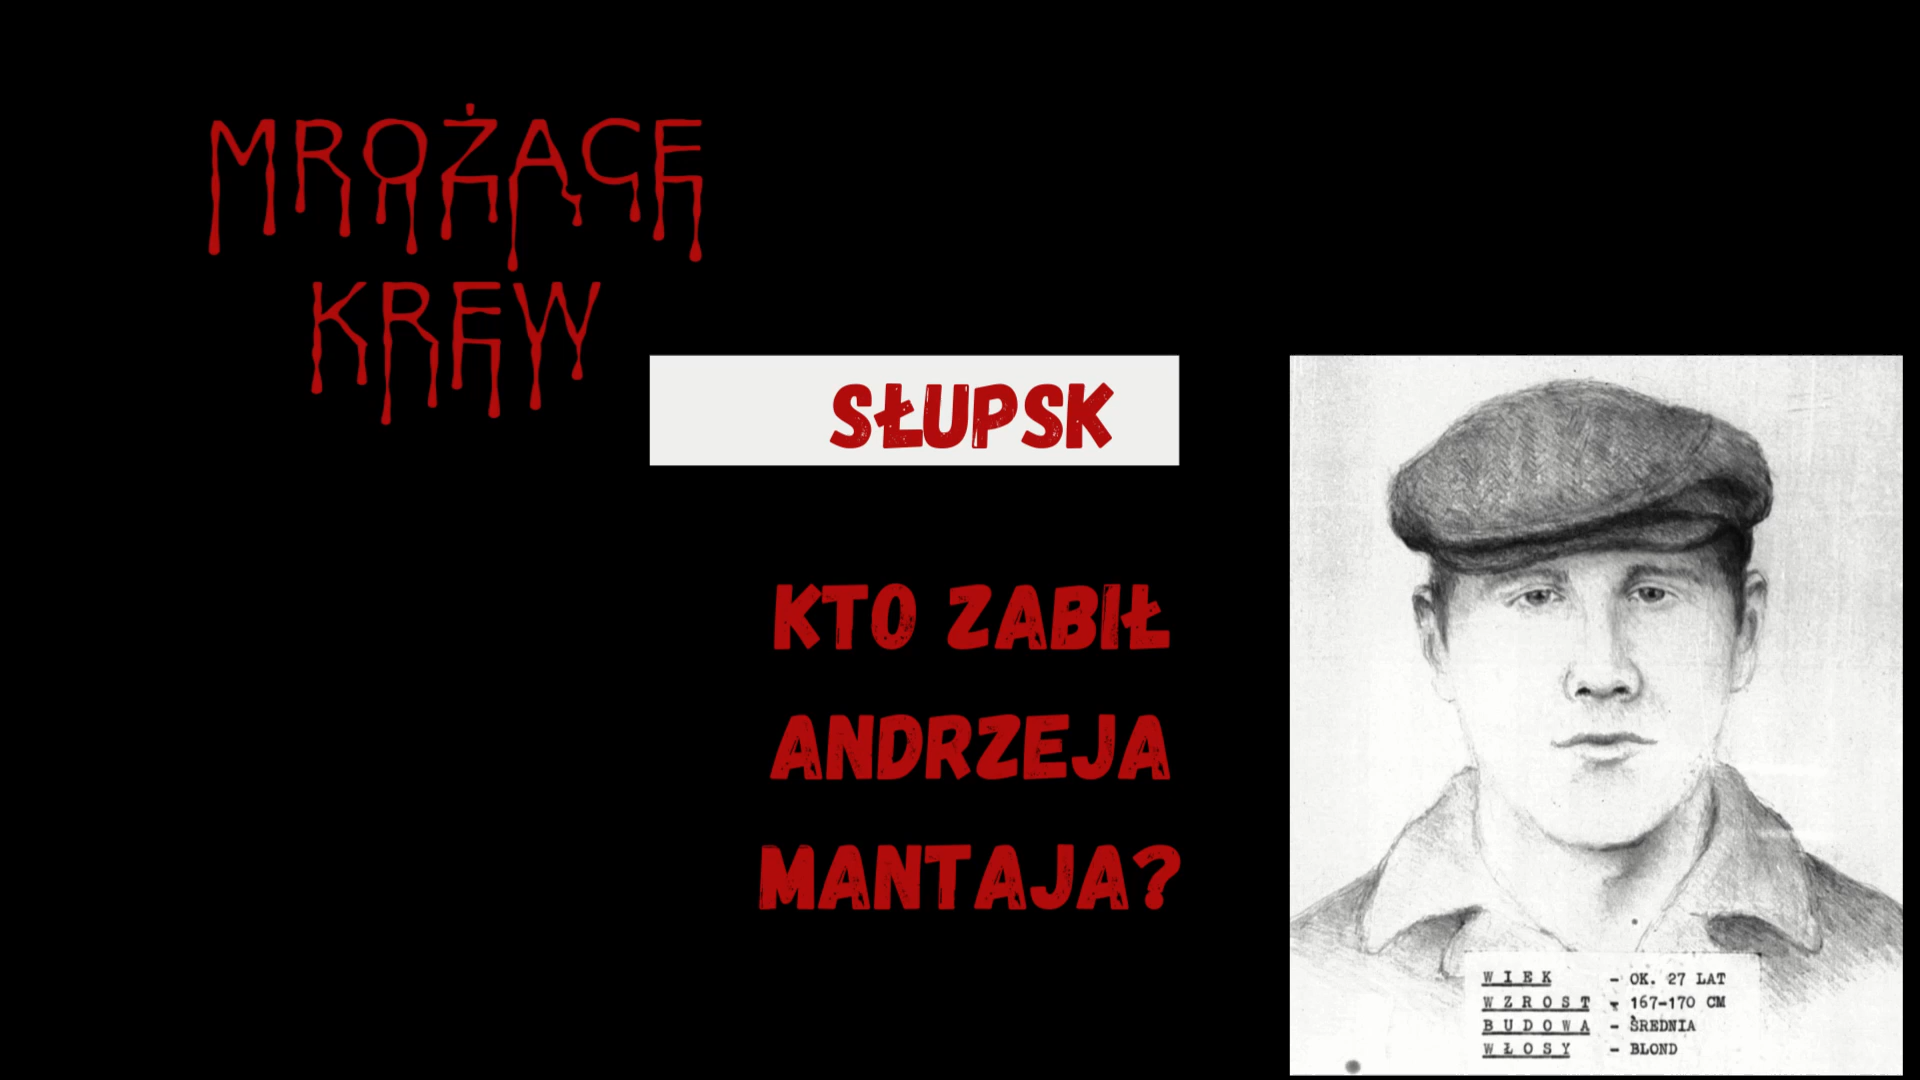 MROŻĄCE
KREW
SŁUPSK
KTO ZABIŁ
ANDRZEJA
MANTAJA?
WIEK - OK. 27 LAT
WZROST - 167-170 CM
BUDOWA - ŚREDNIA
WŁOSY - BLOND